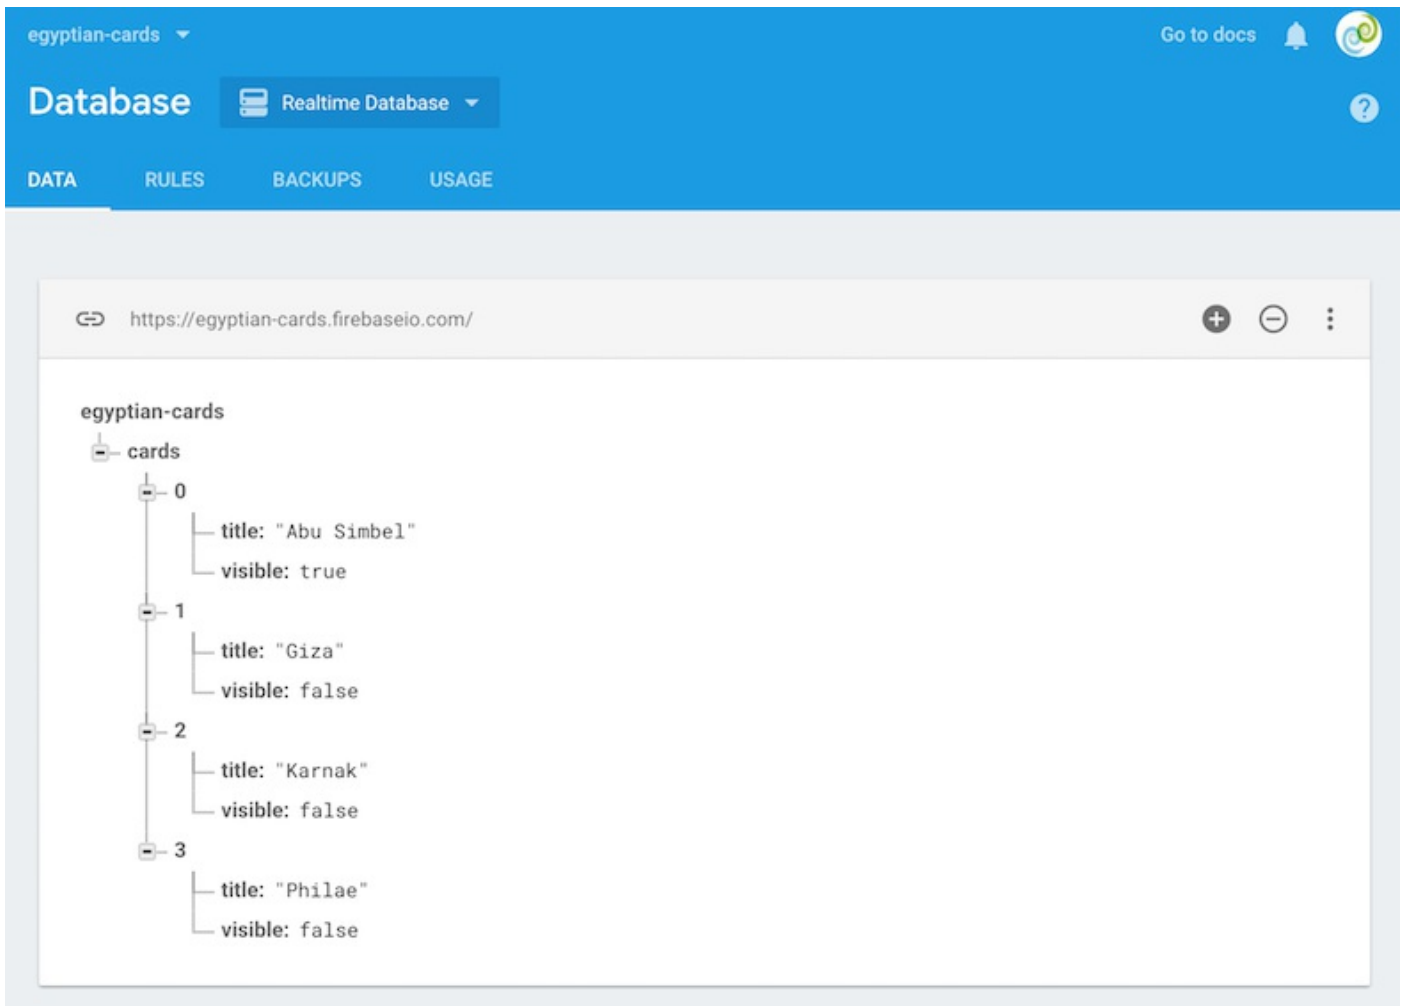 egyptian-cards Go to docs
Database Realtime Database
DATA RULES BACKUPS USAGE
https://egyptian-cards.firebaseio.com/
egyptian-cards
cards
0
title: "Abu Simbel"
visible: true
1
title: "Giza"
visible: false
2
title: "Karnak"
visible: false
3
title: "Philae"
visible: false